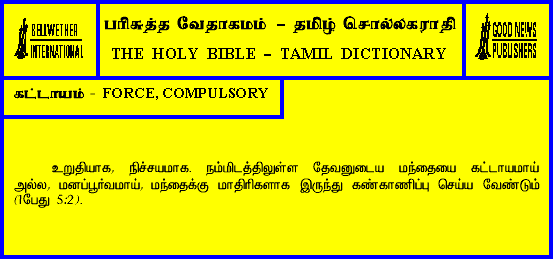 BELLWETHER
INTERNATIONAL
பரிசுத்த வேதாகமம் – தமிழ் சொல்லகராதி
THE HOLY BIBLE – TAMIL DICTIONARY
GOOD NEWS
PUBLISHERS
கட்டாயம் - FORCE, COMPULSORY
உறுதியாக, நிச்சயமாக. நம்மிடத்திலுள்ள தேவனுடைய மந்தையை கட்டாயமாய்
அல்ல, மனப்பூர்வமாய், மந்தைக்கு மாதிரிகளாக இருந்து கண்காணிப்பு செய்ய வேண்டும்
(1பேது 5:2).